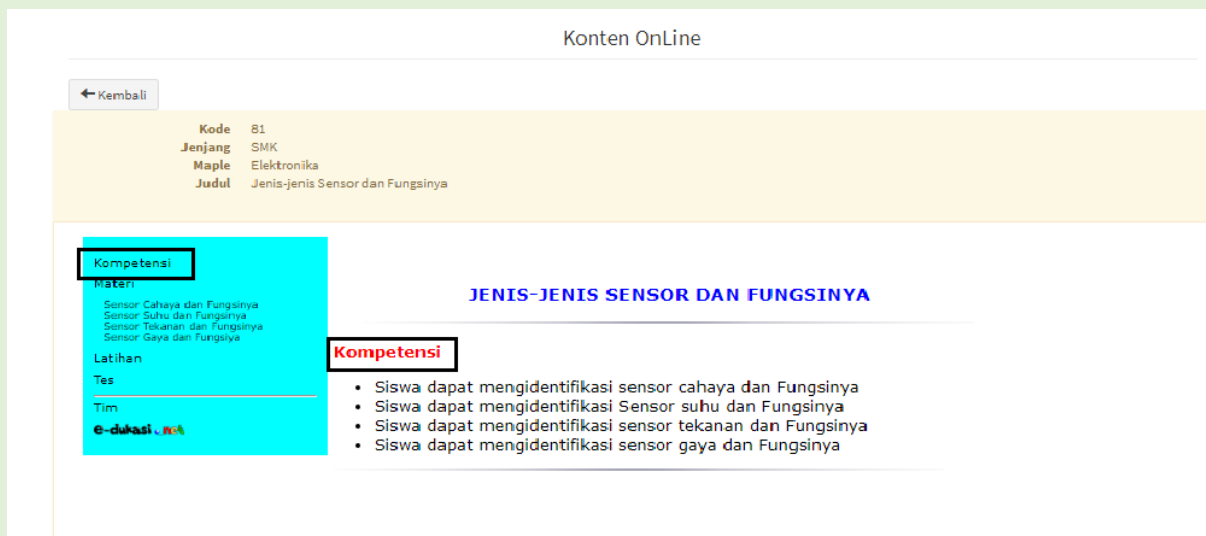 Konten OnLine
Kembali
Kode 81
Jenjang SMK
Maple Elektronika
Judul Jenis-jenis Sensor dan Fungsinya
Kompetensi
Materi
Sensor Cahaya dan Fungsinya
Sensor Suhu dan Fungsinya
Sensor Tekanan dan Fungsinya
Sensor Gaya dan Fungsiya
Latihan
Tes
Tim
e-dukasi.net
JENIS-JENIS SENSOR DAN FUNGSINYA
Kompetensi
• Siswa dapat mengidentifikasi sensor cahaya dan Fungsinya
• Siswa dapat mengidentifikasi Sensor suhu dan Fungsinya
• Siswa dapat mengidentifikasi sensor tekanan dan Fungsinya
• Siswa dapat mengidentifikasi sensor gaya dan Fungsinya